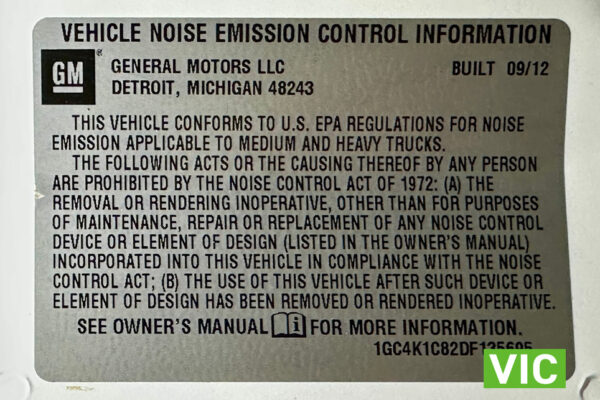 VEHICLE NOISE EMISSION CONTROL INFORMATION
GM ® GENERAL MOTORS LLC BUILT 09/12
DETROIT, MICHIGAN 48243
THIS VEHICLE CONFORMS TO U.S. EPA REGULATIONS FOR NOISE
EMISSION APPLICABLE TO MEDIUM AND HEAVY TRUCKS.
THE FOLLOWING ACTS OR THE CAUSING THEREOF BY ANY PERSON
ARE PROHIBITED BY THE NOISE CONTROL ACT OF 1972: (A) THE
REMOVAL OR RENDERING INOPERATIVE, OTHER THAN FOR PURPOSES
OF MAINTENANCE, REPAIR OR REPLACEMENT OF ANY NOISE CONTROL
DEVICE OR ELEMENT OF DESIGN (LISTED IN THE OWNER'S MANUAL)
INCORPORATED INTO THIS VEHICLE IN COMPLIANCE WITH THE NOISE
CONTROL ACT; (B) THE USE OF THIS VEHICLE AFTER SUCH DEVICE OR
ELEMENT OF DESIGN HAS BEEN REMOVED OR RENDERED INOPERATIVE.
SEE OWNER'S MANUAL i FOR MORE INFORMATION.
VIC